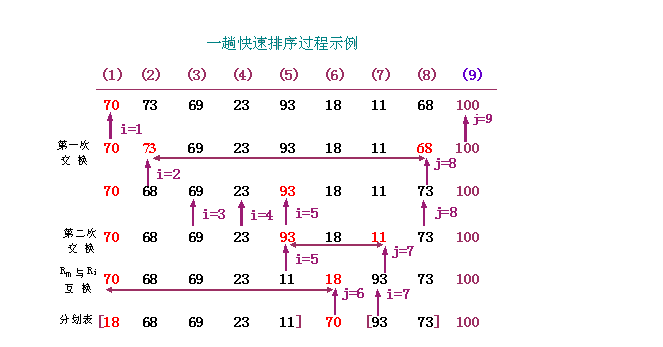 一趟快速排序过程示例
(1) (2) (3) (4) (5) (6) (7) (8) (9)
70 73 69 23 93 18 11 68 100
i=1 j=9
第一次
交 换
70 73 69 23 93 18 11 68 100
i=2 j=8
70 68 69 23 93 18 11 73 100
i=3 i=4 i=5 j=8
第二次
交 换
70 68 69 23 93 18 11 73 100
i=5 j=7
Rm 与 Ri
互 换
70 68 69 23 11 18 93 73 100
j=6 i=7
分划表 [18 68 69 23 11] 70 [93 73] 100